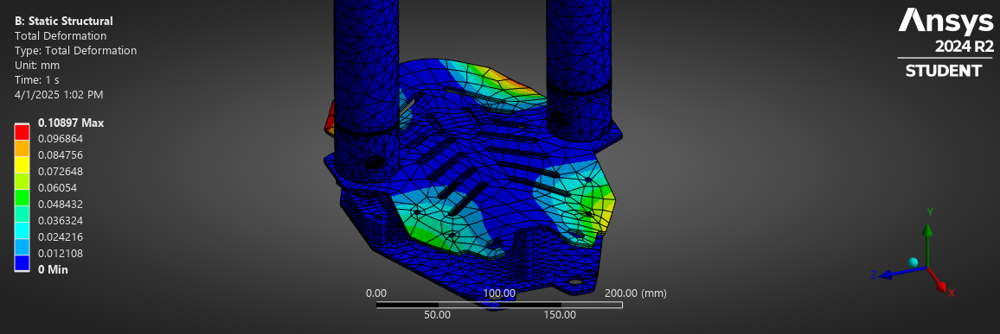 B: Static Structural
Total Deformation
Type: Total Deformation
Unit: mm
Time: 1 s
4/1/2025 1:02 PM
0.10897 Max
0.096864
0.084756
0.072648
0.06054
0.048432
0.036324
0.024216
0.012108
0 Min
Ansys
2024 R2
STUDENT
0.00 100.00 200.00 (mm)
50.00 150.00
Y
Z
X